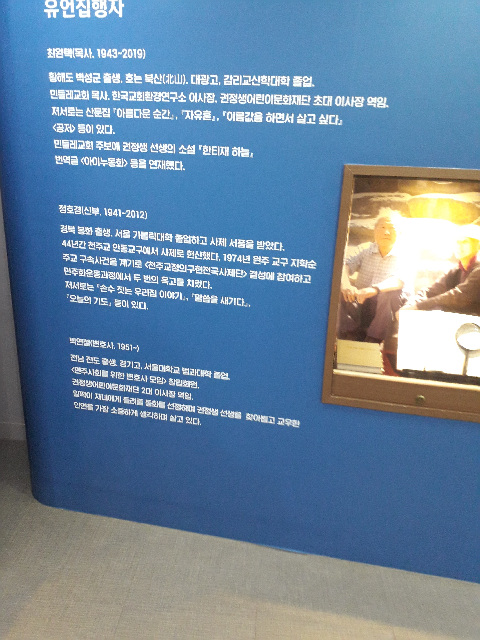 유언집행자
최완택(목사, 1943~2019)
황해도 백성군 출생, 호는 북산(北山). 대광고, 감리교신학대학 졸업.
민들레교회 목사, 한국교회환경연구소 이사장, 권정생어린이문화재단 초대 이사장 역임.
저서로는 산문집 『아름다운 순간』, 『자유혼』, 『이름값을 하면서 살고 싶다』
<공저> 등이 있다.
민들레교회 주보에 권정생 선생의 소설 『한티재 하늘』
번역글 <아이누동화> 등을 연재했다.
정호경(신부, 1941~2012)
경북 봉화 출생. 서울 가톨릭대학 졸업하고 사제 서품을 받았다.
44년간 천주교 안동교구에서 사제로 헌신했다. 1974년 원주 교구 지학순
주교 구속사건을 계기로 <천주교정의구현전국사제단> 결성에 참여하고
민주화운동과정에서 두 번의 옥고를 치렀다.
저서로는 『손수 짓는 우리집 이야기』, 『말씀을 새기다』,
『오늘의 기도』 등이 있다.
박연철(변호사, 1951~)
전남 진도 출생. 경기고, 서울대학교 법과대학 졸업.
<민주사회를 위한 변호사 모임> 창립회원.
권정생어린이문화재단 2대 이사장 역임.
일찍이 자녀에게 들려줄 동화를 선정하며 권정생 선생을 찾아뵙고 교우한
인연을 가장 소중하게 생각하며 살고 있다.